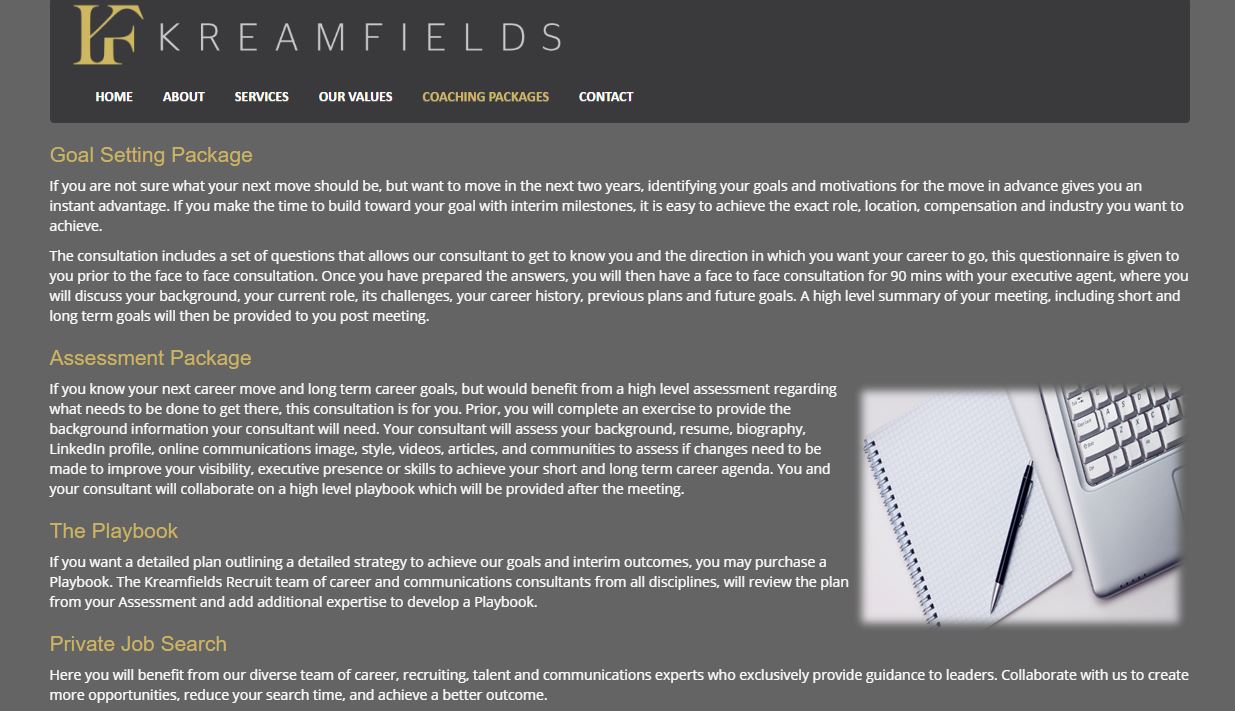 KF KREAMFIELDS
HOME ABOUT SERVICES OUR VALUES COACHING PACKAGES CONTACT
Goal Setting Package
If you are not sure what your next move should be, but want to move in the next two years, identifying your goals and motivations for the move in advance gives you an
instant advantage. If you make the time to build toward your goal with interim milestones, it is easy to achieve the exact role, location, compensation and industry you want to
achieve.
The consultation includes a set of questions that allows our consultant to get to know you and the direction in which you want your career to go, this questionnaire is given to
you prior to the face to face consultation. Once you have prepared the answers, you will then have a face to face consultation for 90 mins with your executive agent, where you
will discuss your background, your current role, its challenges, your career history, previous plans and future goals. A high level summary of your meeting, including short and
long term goals will then be provided to you post meeting.
Assessment Package
If you know your next career move and long term career goals, but would benefit from a high level assessment regarding
what needs to be done to get there, this consultation is for you. Prior, you will complete an exercise to provide the
background information your consultant will need. Your consultant will assess your background, resume, biography,
LinkedIn profile, online communications image, style, videos, articles, and communities to assess if changes need to be
made to improve your visibility, executive presence or skills to achieve your short and long term career agenda. You and
your consultant will collaborate on a high level playbook which will be provided after the meeting.
The Playbook
If you want a detailed plan outlining a detailed strategy to achieve our goals and interim outcomes, you may purchase a
Playbook. The Kreamfields Recruit team of career and communications consultants from all disciplines, will review the plan
from your Assessment and add additional expertise to develop a Playbook.
Private Job Search
Here you will benefit from our diverse team of career, recruiting, talent and communications experts who exclusively provide guidance to leaders. Collaborate with us to create
more opportunities, reduce your search time, and achieve a better outcome.